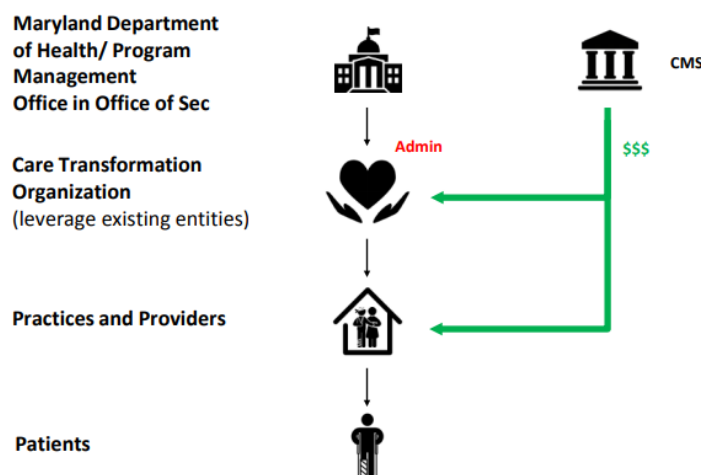 Maryland Department
of Health/ Program
Management
Office in Office of Sec
CMS
Admin
$$$
Care Transformation
Organization
(leverage existing entities)
Practices and Providers
Patients